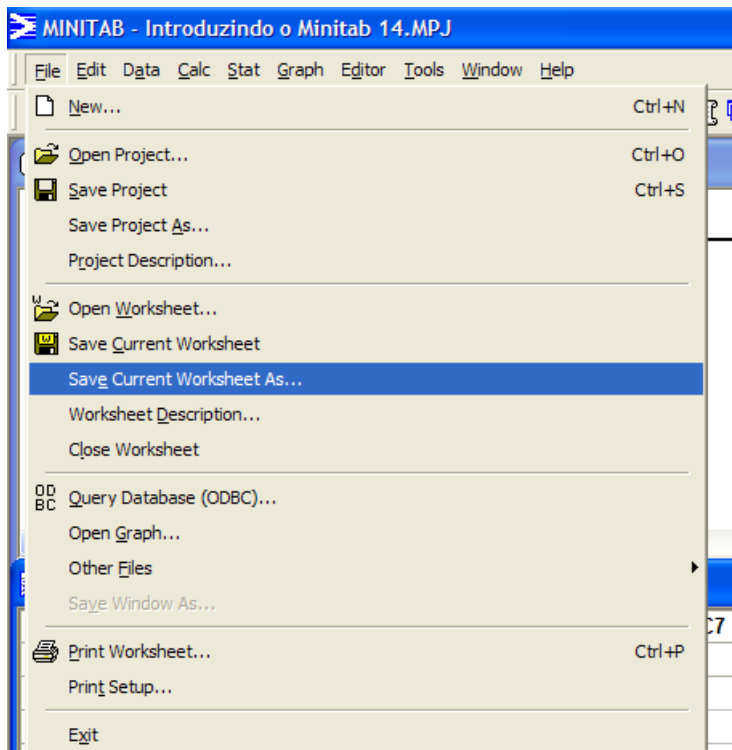 MINITAB - Introduzindo o Minitab 14.MPJ
File Edit Data Calc Stat Graph Editor Tools Window Help
New... Ctrl+N
Open Project... Ctrl+O
Save Project Ctrl+S
Save Project As...
Project Description...
Open Worksheet...
Save Current Worksheet
Save Current Worksheet As...
Worksheet Description...
Close Worksheet
Query Database (ODBC)...
Open Graph...
Other Files
Save Window As...
C7
Print Worksheet... Ctrl+P
Print Setup...
Exit